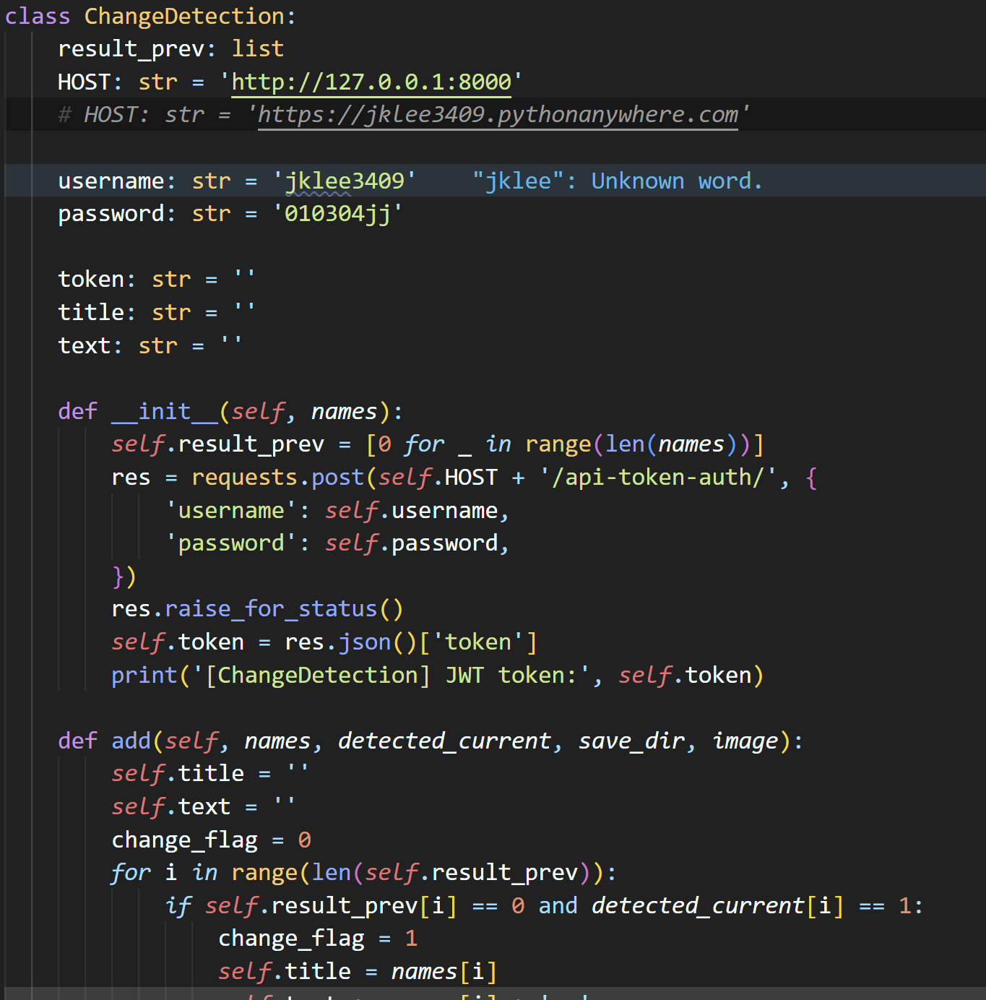 class ChangeDetection:
    result_prev: list
    HOST: str = 'http://127.0.0.1:8000'
    # HOST: str = 'https://jklee3409.pythonanywhere.com'

    username: str = 'jklee3409'    "jklee": Unknown word.
    password: str = '010304jj'

    token: str = ''
    title: str = ''
    text: str = ''

    def __init__(self, names):
        self.result_prev = [0 for _ in range(len(names))]
        res = requests.post(self.HOST + '/api-token-auth/', {
            'username': self.username,
            'password': self.password,
        })
        res.raise_for_status()
        self.token = res.json()['token']
        print('[ChangeDetection] JWT token:', self.token)

    def add(self, names, detected_current, save_dir, image):
        self.title = ''
        self.text = ''
        change_flag = 0
        for i in range(len(self.result_prev)):
            if self.result_prev[i] == 0 and detected_current[i] == 1:
                change_flag = 1
                self.title = names[i]